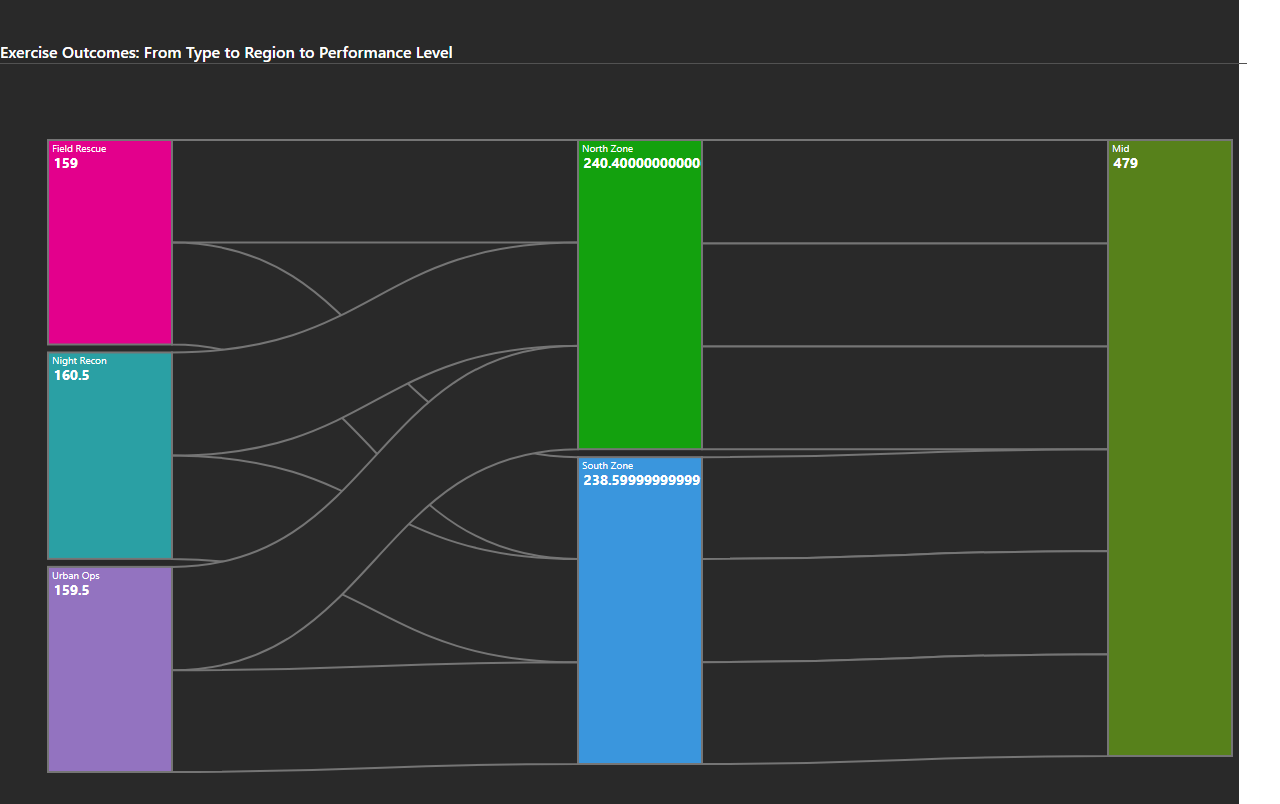 Exercise Outcomes: From Type to Region to Performance Level
Field Rescue
159
North Zone
240.40000000000
Mid
479
Night Recon
160.5
South Zone
238.59999999999
Urban Ops
159.5